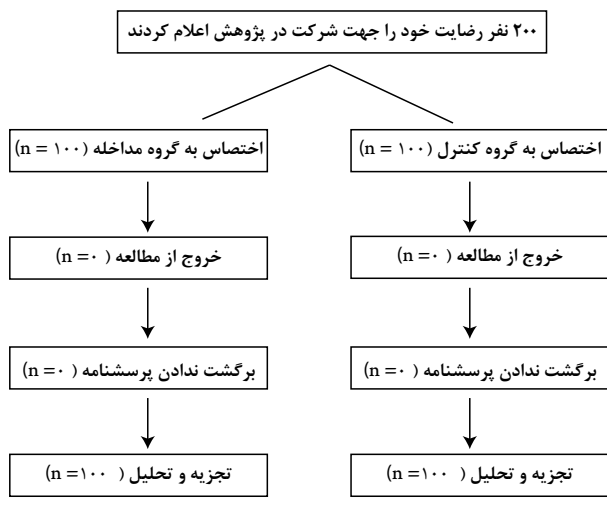 ۲۰۰ نفر رضایت خود را جهت شرکت در پژوهش اعلام کردند
اختصاص به گروه کنترل (n = ۱۰۰)
اختصاص به گروه مداخله (n = ۱۰۰)
خروج از مطالعه (n =۰)
خروج از مطالعه (n =۰)
برگشت ندادن پرسشنامه (n =۰)
برگشت ندادن پرسشنامه (n =۰)
تجزیه و تحلیل (n =۱۰۰)
تجزیه و تحلیل (n =۱۰۰)